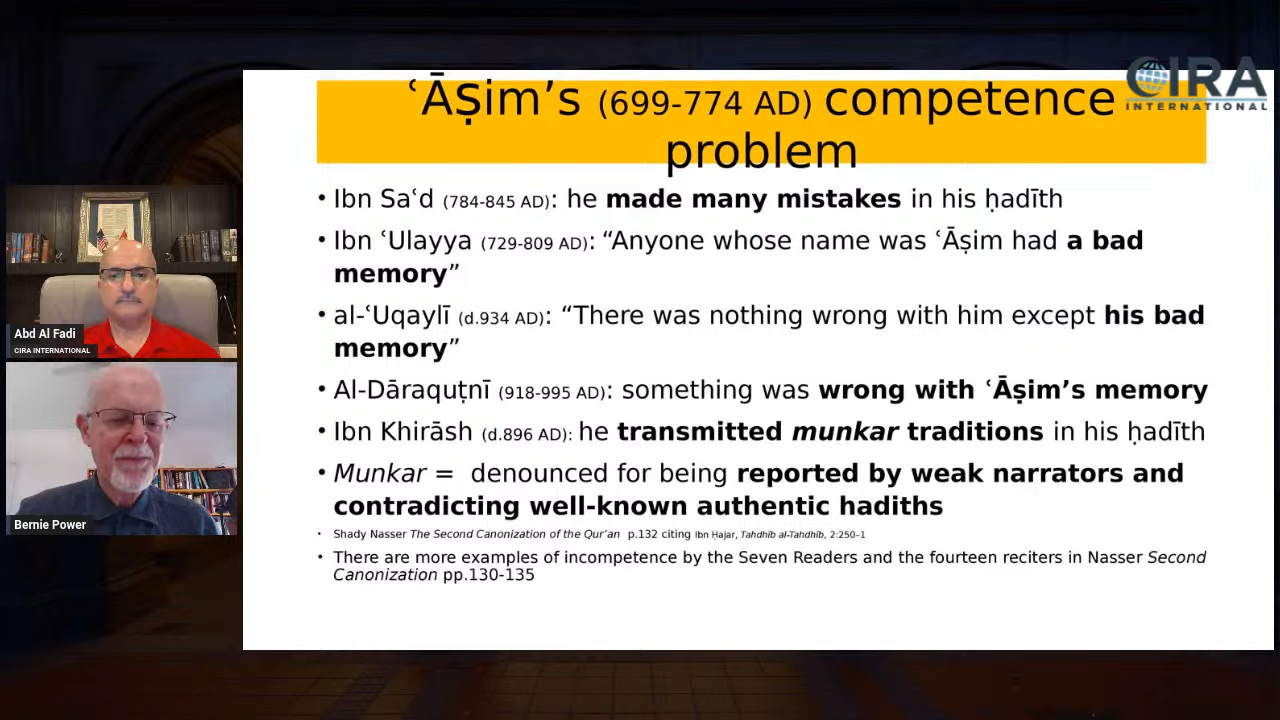 CIRA
INTERNATIONAL
ʿĀṣim’s (699-774 AD) competence
problem
• Ibn Saʿd (784-845 AD): he made many mistakes in his ḥadīth
• Ibn ʿUlayya (729-809 AD): “Anyone whose name was ʿĀṣim had a bad
memory”
• al-ʿUqaylī (d.934 AD): “There was nothing wrong with him except his bad
memory”
• Al-Dāraquṭnī (918-995 AD): something was wrong with ʿĀṣim’s memory
• Ibn Khirāsh (d.896 AD): he transmitted munkar traditions in his ḥadīth
• Munkar = denounced for being reported by weak narrators and
contradicting well-known authentic hadiths
• Shady Nasser The Second Canonization of the Qur’an p.132 citing Ibn Ḥajar, Tahdhīb al-Tahdhīb, 2:250–1
• There are more examples of incompetence by the Seven Readers and the fourteen reciters in Nasser Second
Canonization pp.130-135
Abd Al Fadi
CIRA INTERNATIONAL
Bernie Power